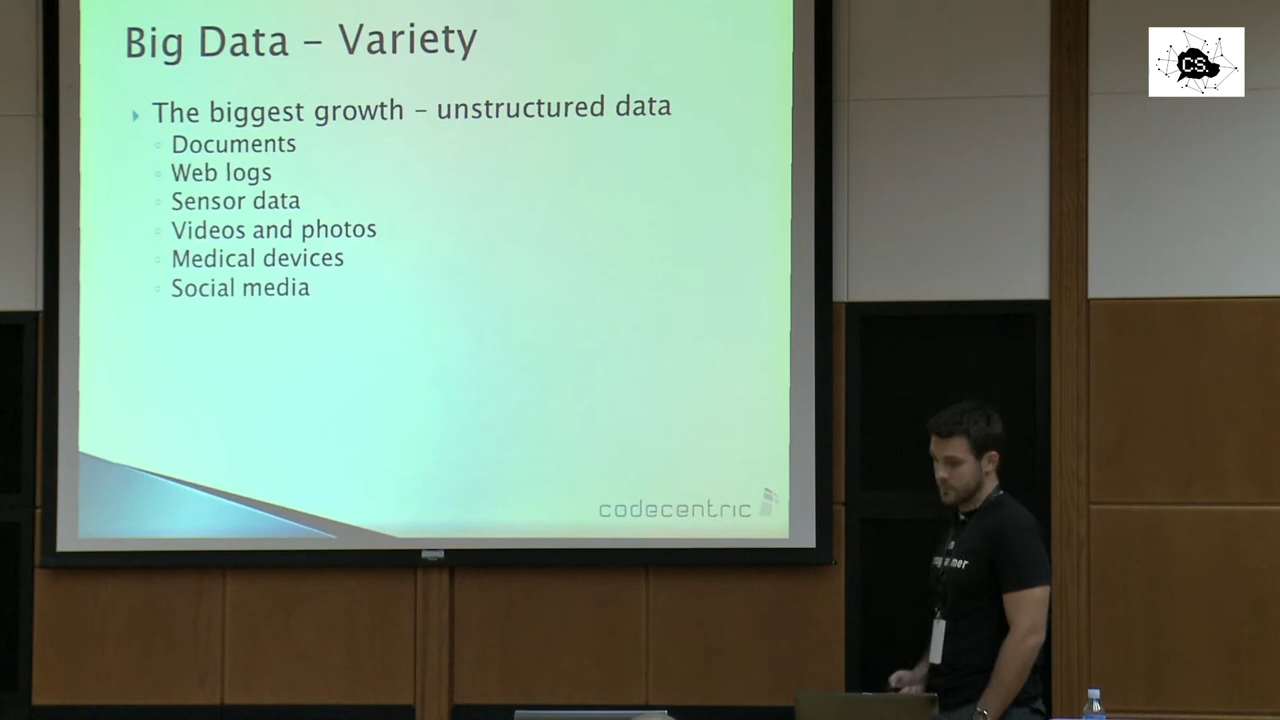 Big Data – Variety
The biggest growth – unstructured data
Documents
Web logs
Sensor data
Videos and photos
Medical devices
Social media
codecentric
CS.